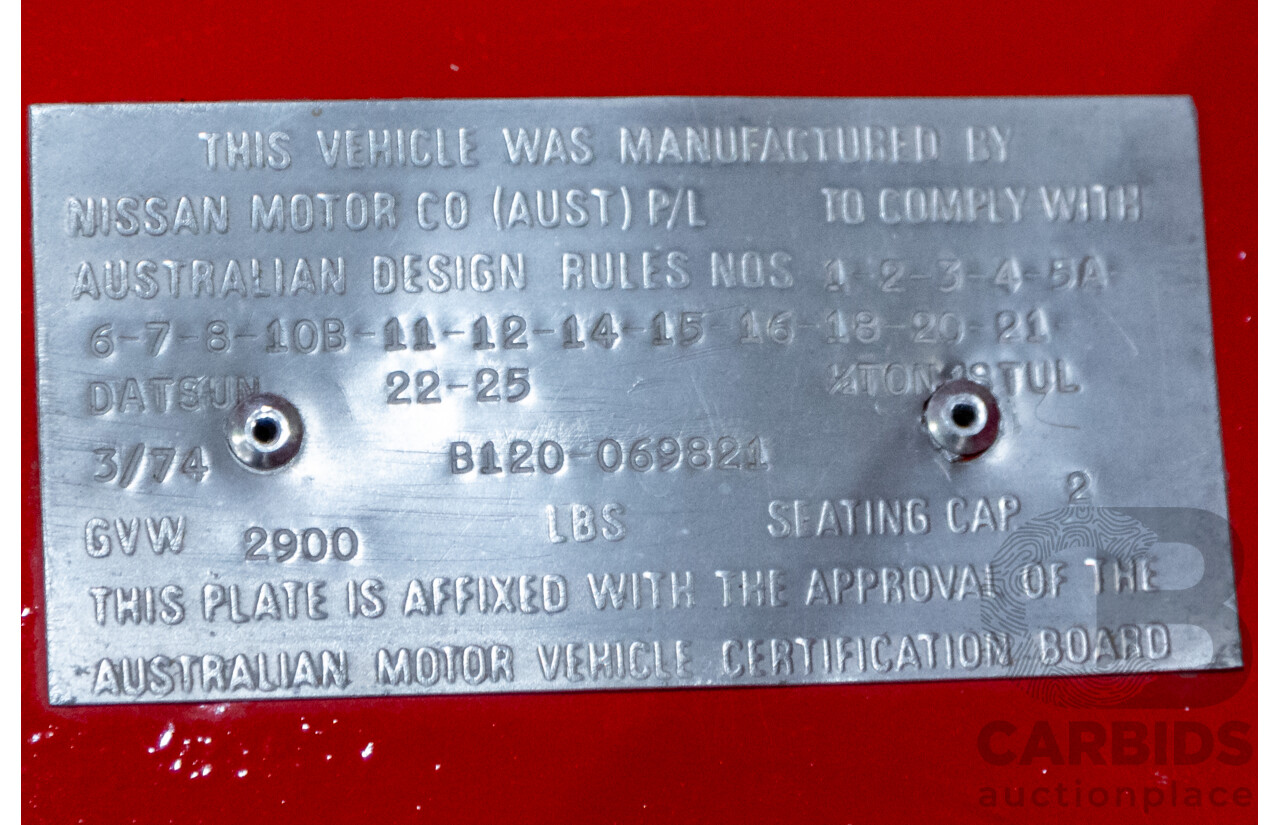 THIS VEHICLE WAS MANUFACTURED BY
NISSAN MOTOR CO (AUST) P/L TO COMPLY WITH
AUSTRALIAN DESIGN RULES NOS 1-2-3-4-5A-
6-7-8-10B-11-12-14-15-16-18-20-21
DATSUN 22-25 ½TON
3/74 B120-069821
GVW 2900 LBS SEATING CAP 2
THIS PLATE IS AFFIXED WITH THE APPROVAL OF THE
AUSTRALIAN MOTOR VEHICLE CERTIFICATION BOARD
CB
CARBIDS
auctionplace